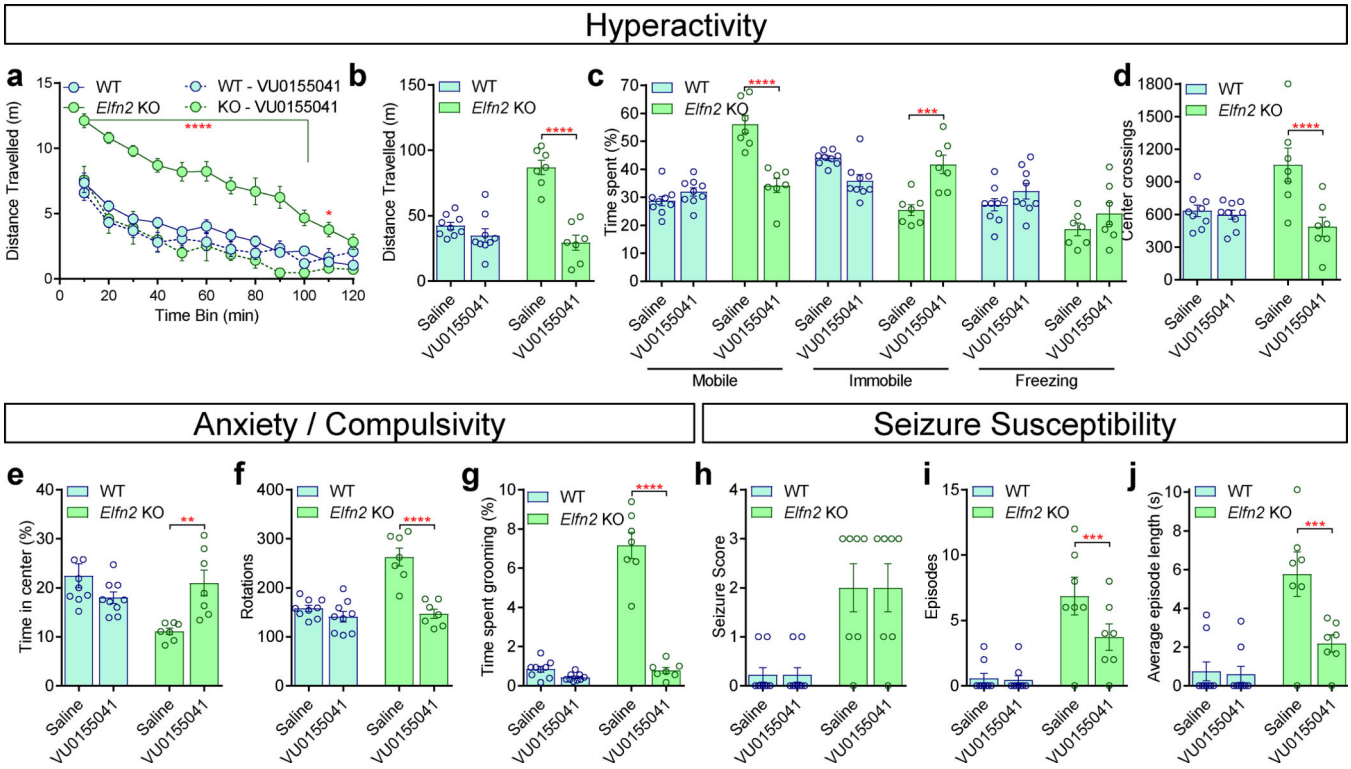 Hyperactivity
a
WT
WT - VU0155041
Elfn2 KO
KO - VU0155041
15
10
5
0
Distance Travelled (m)
****
*
0 20 40 60 80 100 120
Time Bin (min)
b
WT
Elfn2 KO
150
100
50
0
Distance Travelled (m)
****
Saline
VU0155041
Saline
VU0155041
c
WT
Elfn2 KO
70
60
50
40
30
20
10
0
Time spent (%)
****
***
Saline
VU0155041
Saline
VU0155041
Saline
VU0155041
Saline
VU0155041
Saline
VU0155041
Saline
VU0155041
Mobile
Immobile
Freezing
d
WT
Elfn2 KO
1800
1500
1200
900
600
300
0
Center crossings
****
Saline
VU0155041
Saline
VU0155041
Anxiety / Compulsivity
Seizure Susceptibility
e
WT
Elfn2 KO
40
30
20
10
0
Time in center (%)
**
Saline
VU0155041
Saline
VU0155041
f
WT
Elfn2 KO
400
300
200
100
0
Rotations
****
Saline
VU0155041
Saline
VU0155041
g
WT
Elfn2 KO
10
8
6
4
2
0
Time spent grooming (%)
****
Saline
VU0155041
Saline
VU0155041
h
WT
Elfn2 KO
4
3
2
1
0
Seizure Score
Saline
VU0155041
Saline
VU0155041
i
WT
Elfn2 KO
15
10
5
0
Episodes
***
Saline
VU0155041
Saline
VU0155041
j
WT
Elfn2 KO
10
8
6
4
2
0
Average episode length (s)
***
Saline
VU0155041
Saline
VU0155041